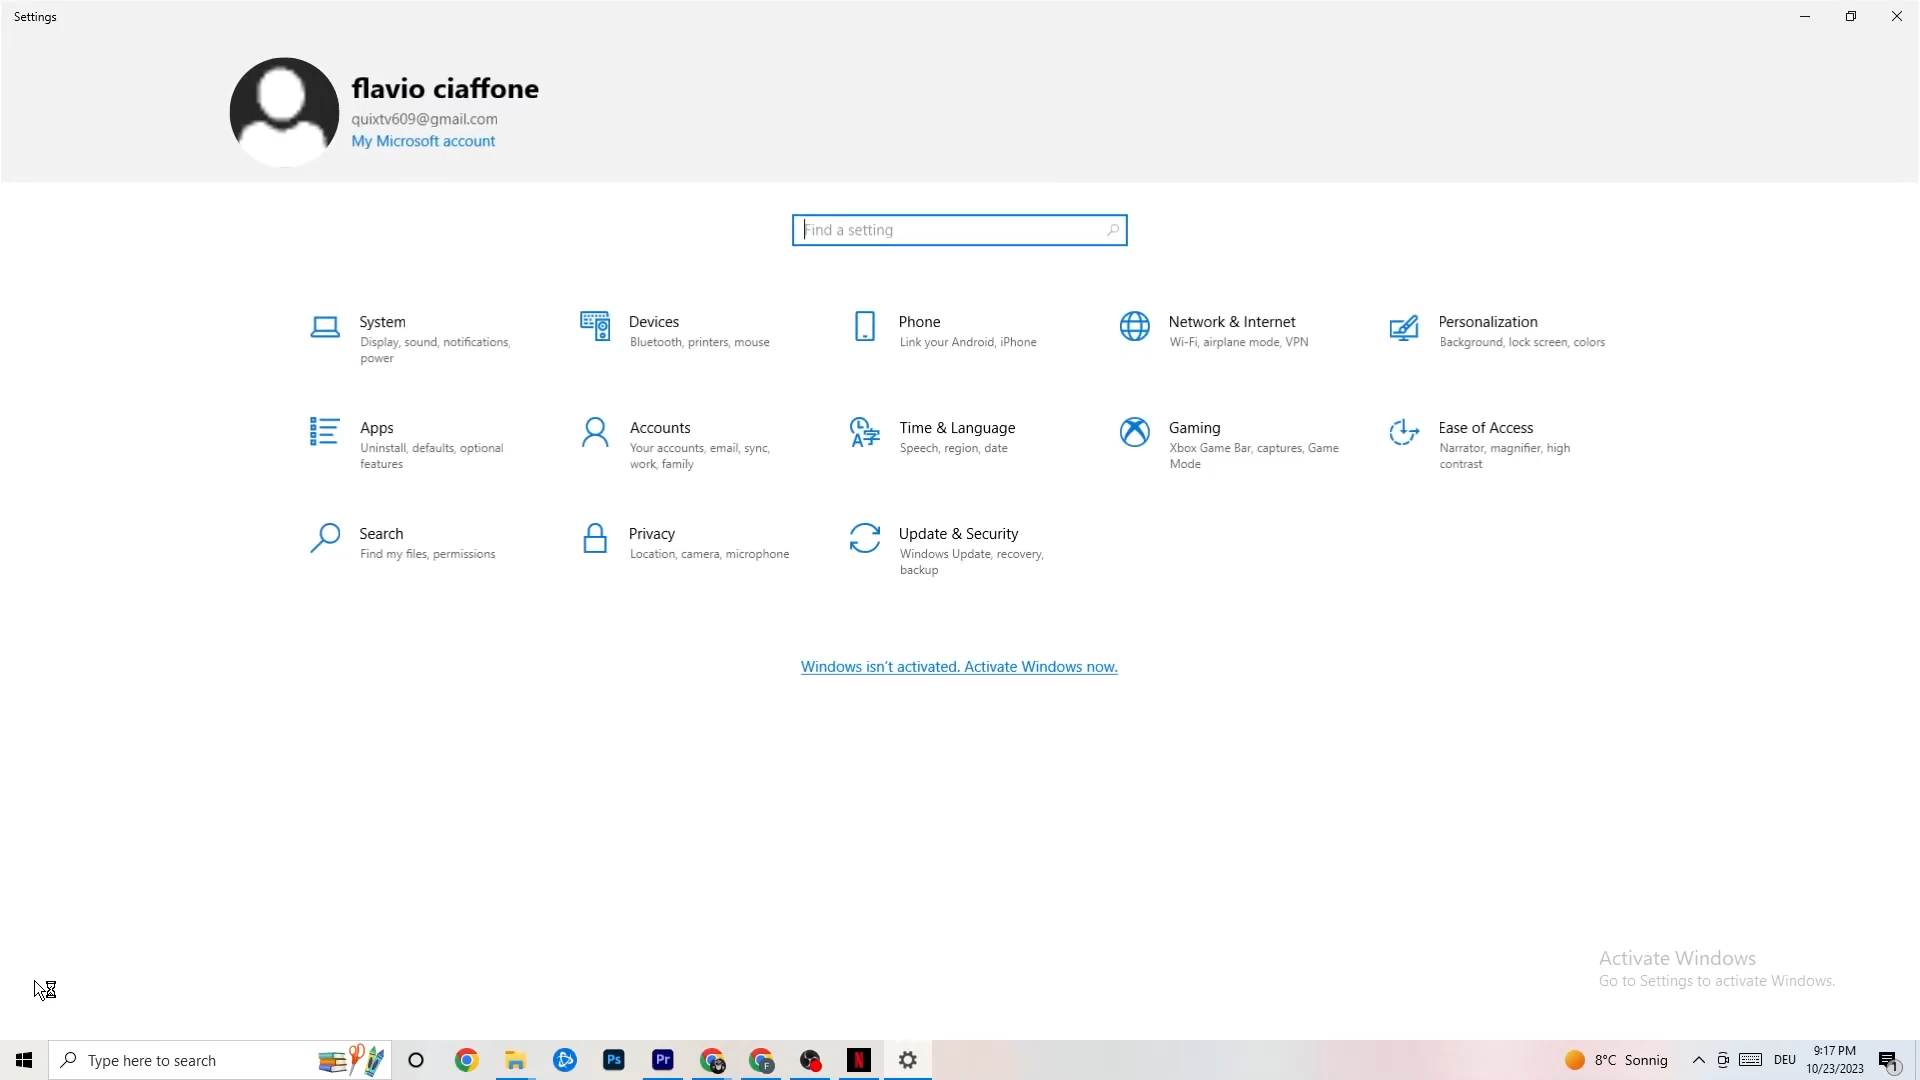 Settings
flavio ciaffone
quixtv609@gmail.com
My Microsoft account
Find a setting
System
Display, sound, notifications,
power
Devices
Bluetooth, printers, mouse
Phone
Link your Android, iPhone
Network & Internet
Wi-Fi, airplane mode, VPN
Personalization
Background, lock screen, colors
Apps
Uninstall, defaults, optional
features
Accounts
Your accounts, email, sync,
work, family
Time & Language
Speech, region, date
Gaming
Xbox Game Bar, captures, Game
Mode
Ease of Access
Narrator, magnifier, high
contrast
Search
Find my files, permissions
Privacy
Location, camera, microphone
Update & Security
Windows Update, recovery,
backup
Windows isn't activated. Activate Windows now.
Activate Windows
Go to Settings to activate Windows.
Type here to search
Ps
Pr
F
N
8°C Sonnig
DEU
9:17 PM
10/23/2023
1